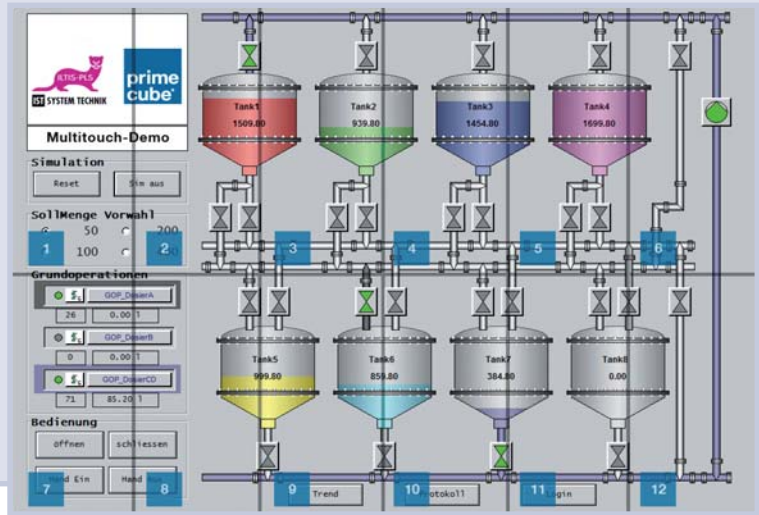 ILTIS-PLS
IST SYSTEM TECHNIK
prime
cube
Multitouch-Demo
Simulation
Reset
Sim aus
SollMenge Vorwahl
50
200
100
1
2
3
4
5
6
Grundoperationen
GOP_DosierA
26
0.00 l
GOP_DosierB
0
0.00 l
GOP_DosierCD
71
85.20 l
Bedienung
öffnen
schliessen
Hand Ein
Hand
Tank1
1509.80
Tank2
939.80
Tank3
1454.80
Tank4
1699.80
Tank5
999.80
Tank6
859.80
Tank7
384.80
Tank8
0.00
7
8
9
Trend
10
Protokoll
11
Login
12